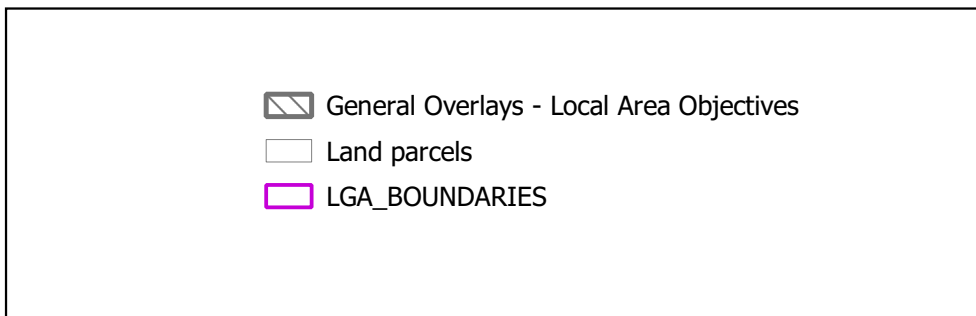 General Overlays - Local Area Objectives
Land parcels
LGA_BOUNDARIES